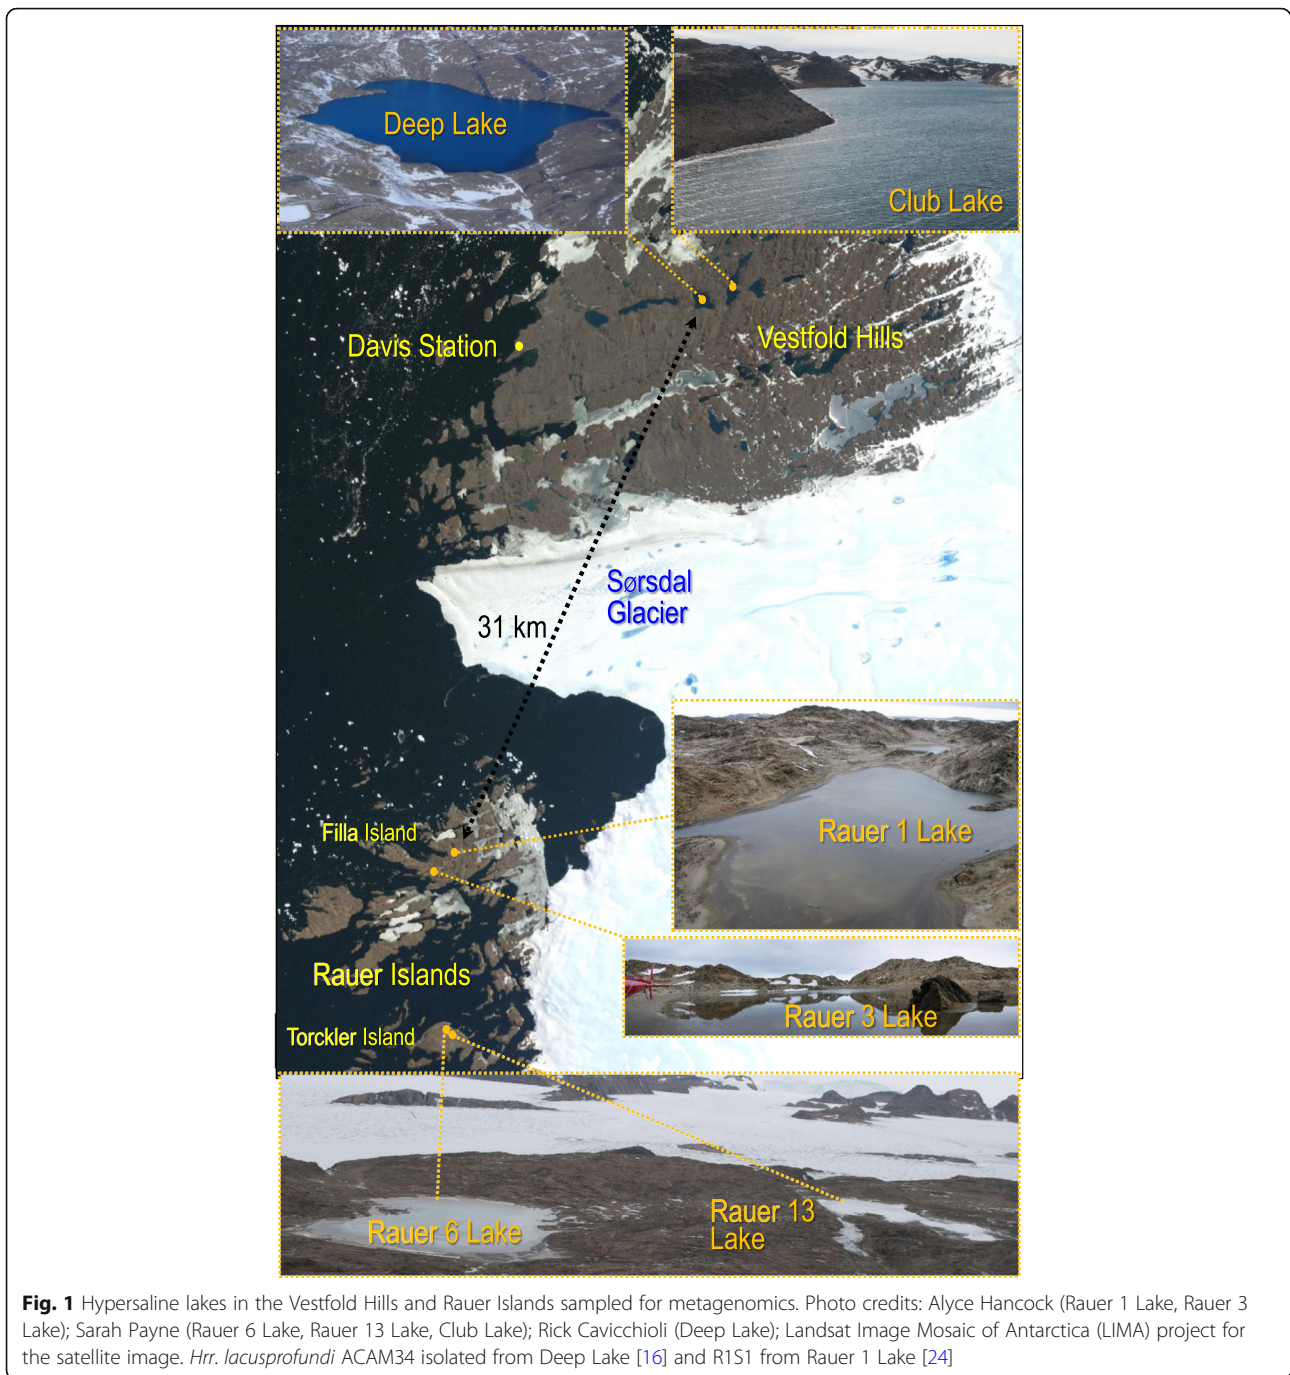 Deep Lake
Club Lake
Davis Station
Vestfold Hills
Sørsdal
Glacier
31 km
Filla Island
Rauer 1 Lake
Rauer Islands
Rauer 3 Lake
Torckler Island
Rauer 6 Lake
Rauer 13
Lake
Fig. 1 Hypersaline lakes in the Vestfold Hills and Rauer Islands sampled for metagenomics. Photo credits: Alyce Hancock (Rauer 1 Lake, Rauer 3
Lake); Sarah Payne (Rauer 6 Lake, Rauer 13 Lake, Club Lake); Rick Cavicchioli (Deep Lake); Landsat Image Mosaic of Antarctica (LIMA) project for
the satellite image. Hrr. lacusprofundi ACAM34 isolated from Deep Lake [16] and R1S1 from Rauer 1 Lake [24]